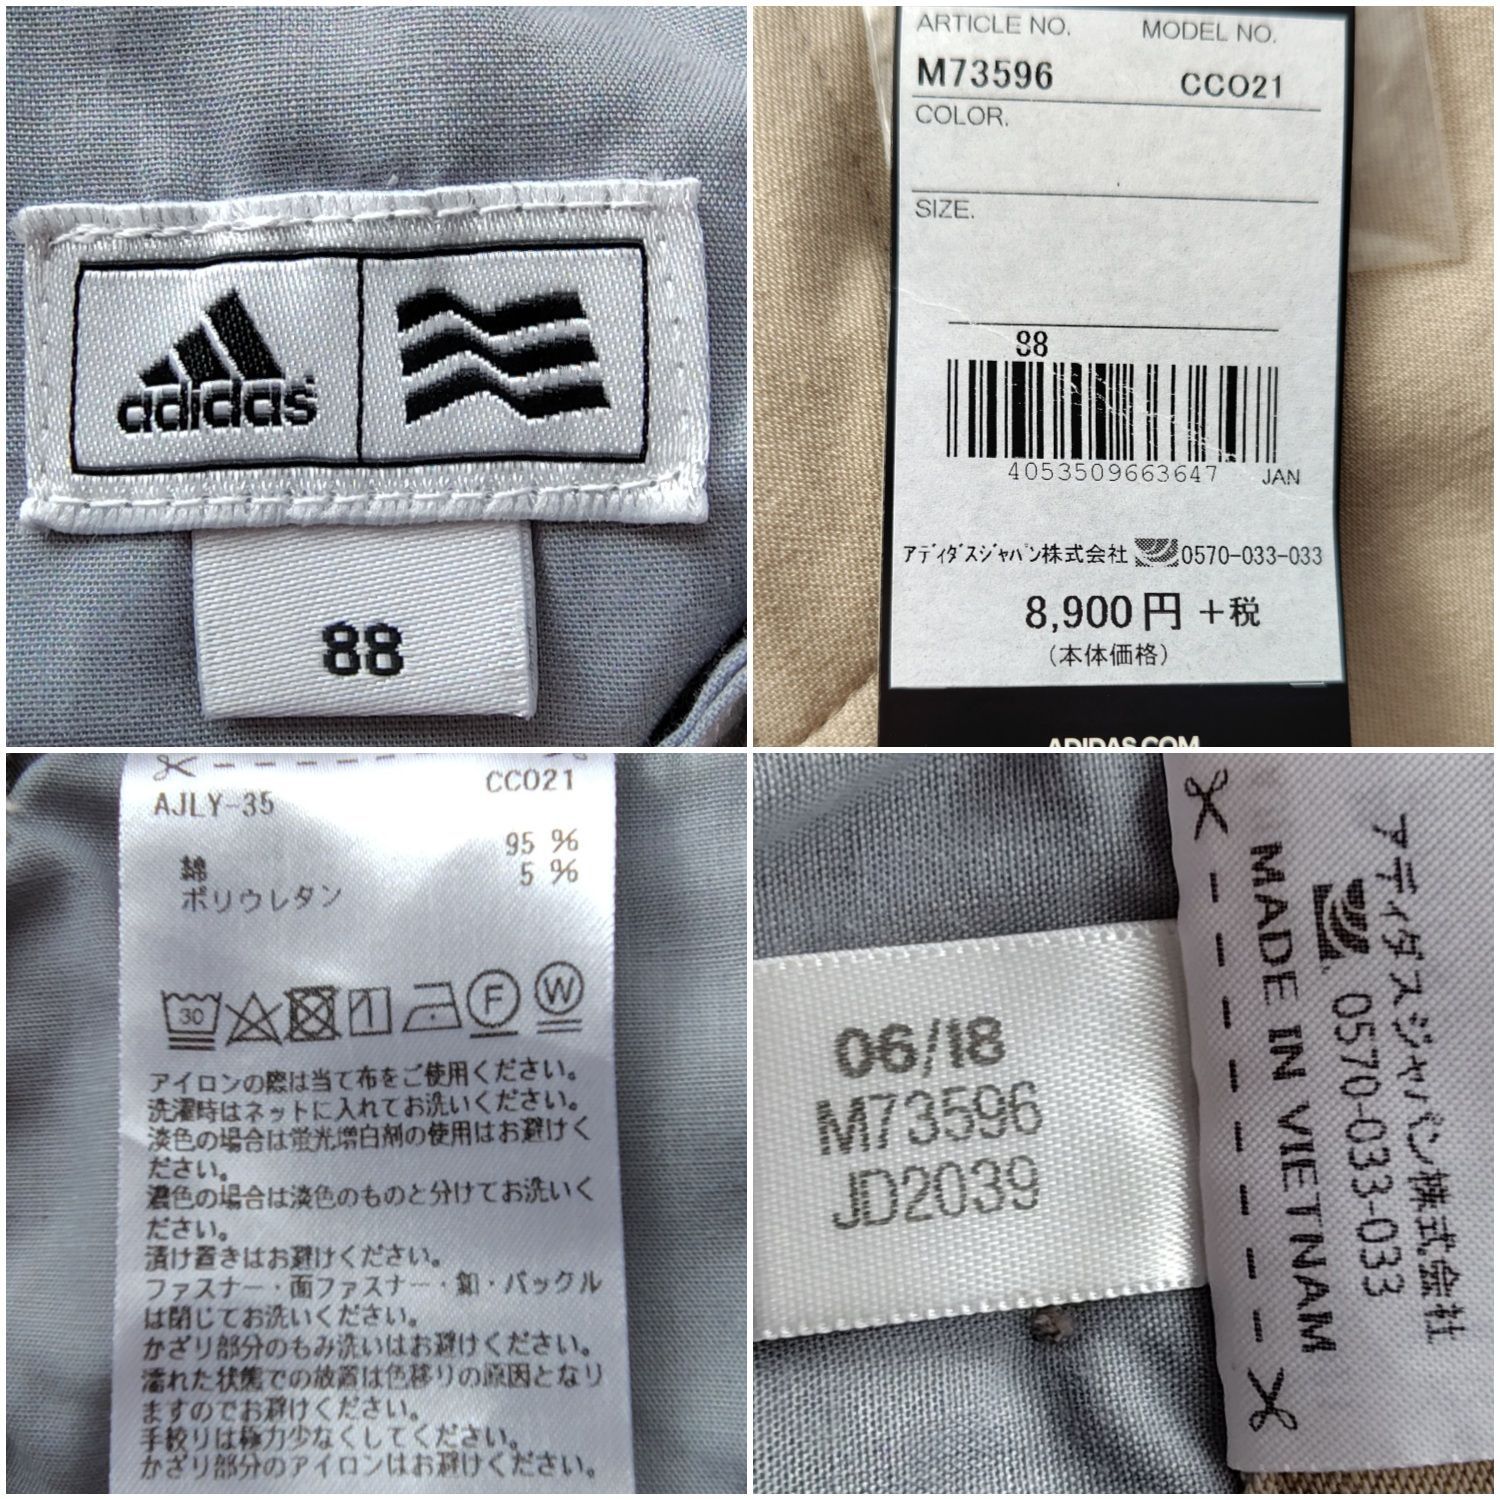 adidas
88
ARTICLE NO. MODEL NO.
M73596 CC021
COLOR.
SIZE.
88
4053509663647 JAN
アディダスジャパン株式会社 0570-033-033
8,900円 +税
(本体価格)
ADIDAS.COM
CC021
AJLY-35
95 %
綿 5 %
ポリウレタン
30 F W
アイロンの際は当て布をご使用ください。
洗濯時はネットに入れてお洗いください。
淡色の場合は蛍光増白剤の使用はお避けく
ださい。
濃色の場合は淡色のものと分けてお洗いく
ださい。
漬け置きはお避けください。
ファスナー・面ファスナー・釦・バックル
は閉じてお洗いください。
かざり部分のもみ洗いはお避けください。
濡れた状態での放置は色移りの原因となり
ますのでお避けください。
手絞りは極力少なくしてください。
かざり部分のアイロンはお避けください。
06/18
M73596
JD2039
アディダスジャパン株式会社
0570-033-033
MADE IN VIETNAM